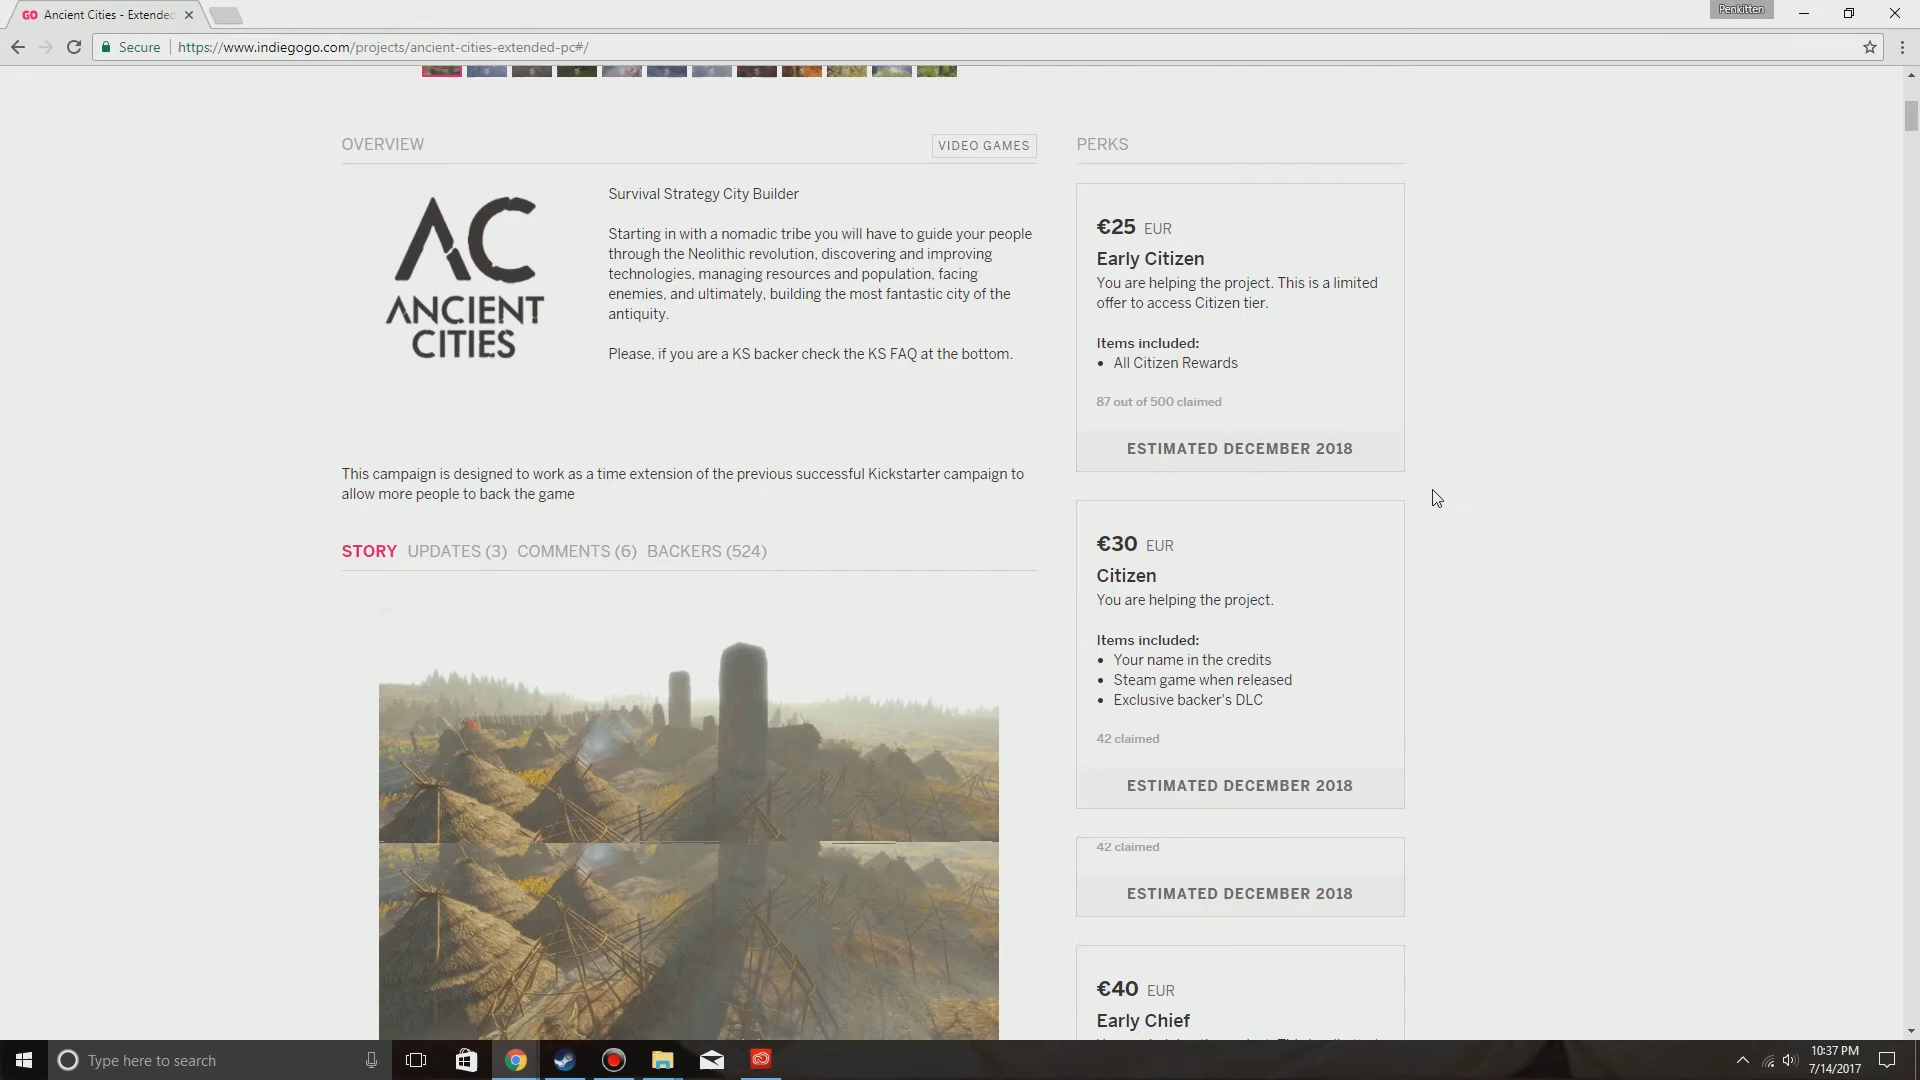 GO Ancient Cities - Extended
Penkitten
Secure
https://www.indiegogo.com/projects/ancient-cities-extended-pc#/
OVERVIEW
VIDEO GAMES
AC
ANCIENT
CITIES
Survival Strategy City Builder
Starting in with a nomadic tribe you will have to guide your people
through the Neolithic revolution, discovering and improving
technologies, managing resources and population, facing
enemies, and ultimately, building the most fantastic city of the
antiquity.
Please, if you are a KS backer check the KS FAQ at the bottom.
This campaign is designed to work as a time extension of the previous successful Kickstarter campaign to
allow more people to back the game
STORY UPDATES (3) COMMENTS (6) BACKERS (524)
PERKS
€25 EUR
Early Citizen
You are helping the project. This is a limited
offer to access Citizen tier.
Items included:
• All Citizen Rewards
87 out of 500 claimed
ESTIMATED DECEMBER 2018
€30 EUR
Citizen
You are helping the project.
Items included:
• Your name in the credits
• Steam game when released
• Exclusive backer's DLC
42 claimed
ESTIMATED DECEMBER 2018
42 claimed
ESTIMATED DECEMBER 2018
€40 EUR
Early Chief
Type here to search
10:37 PM
7/14/2017